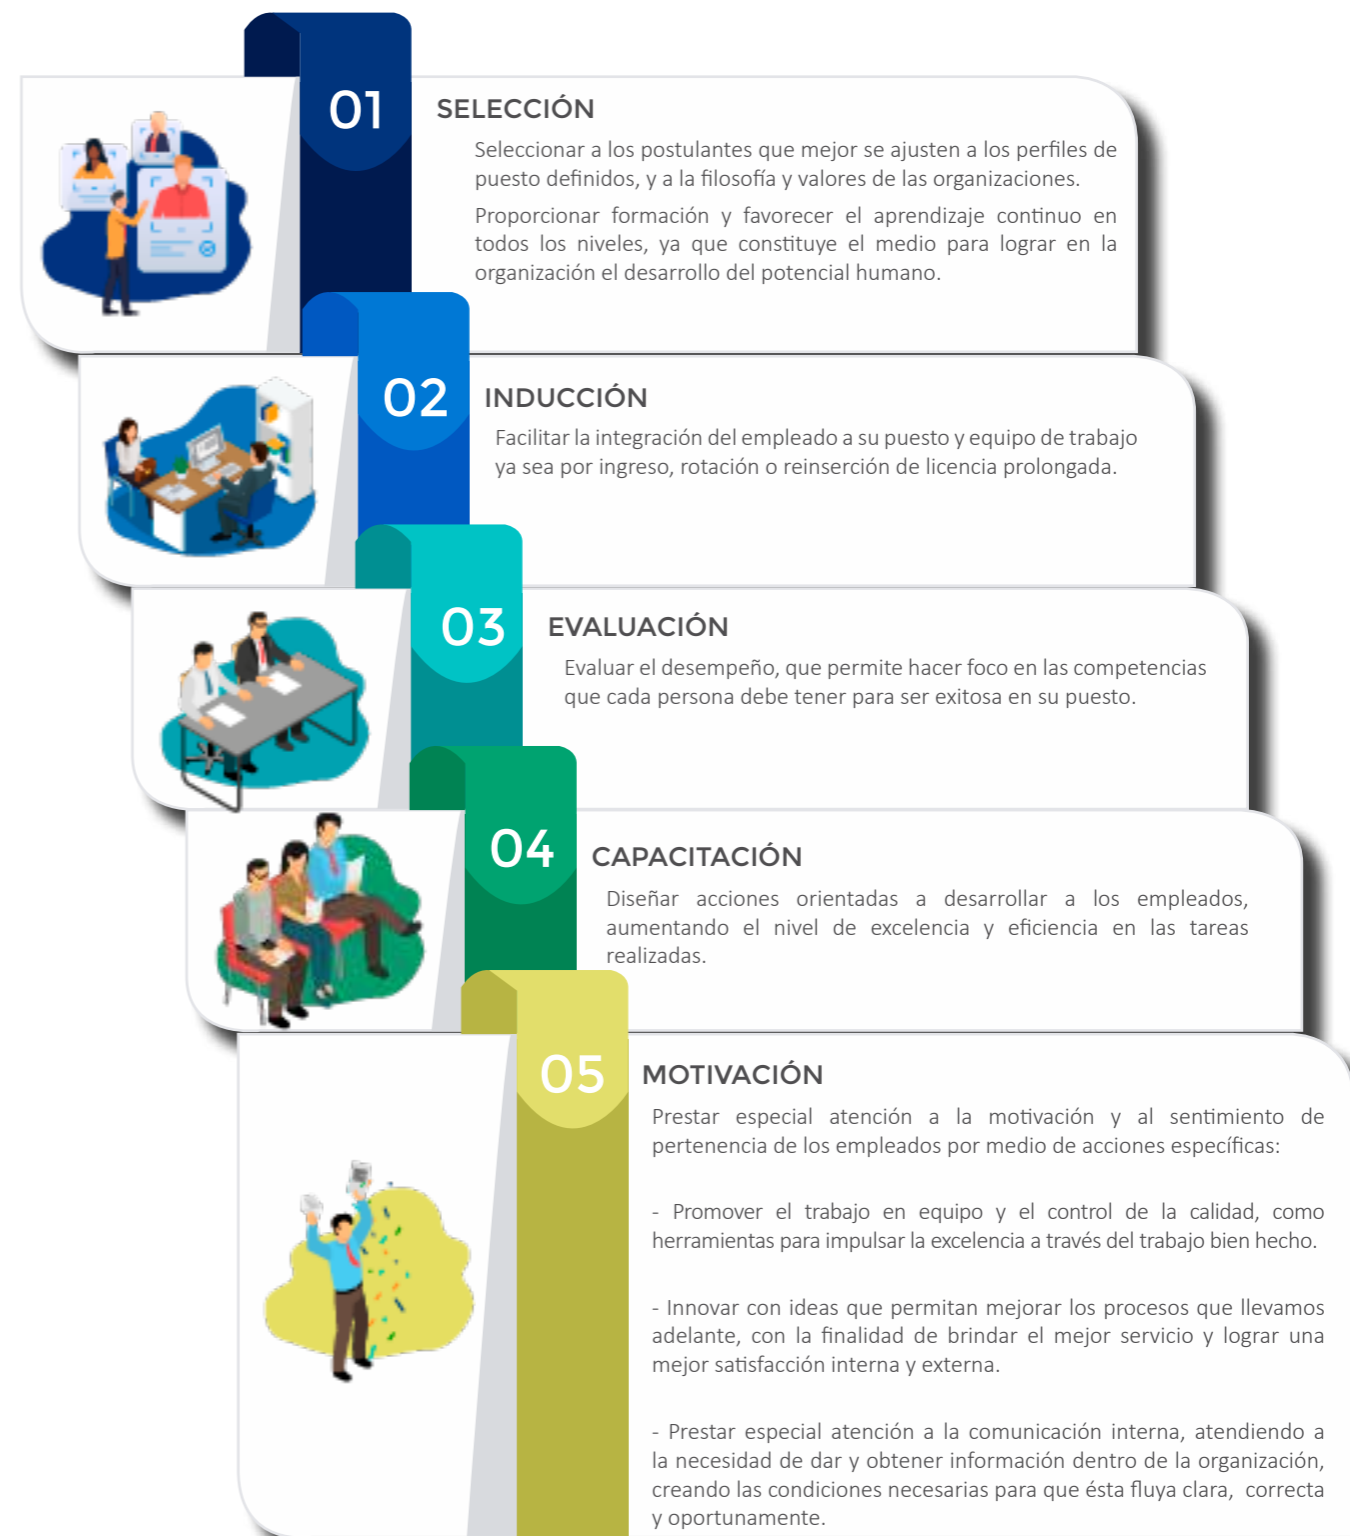 01
SELECCIÓN
Seleccionar a los postulantes que mejor se ajusten a los perfiles de
puesto definidos, y a la filosofía y valores de las organizaciones.
Proporcionar formación y favorecer el aprendizaje continuo en
todos los niveles, ya que constituye el medio para lograr en la
organización el desarrollo del potencial humano.
02
INDUCCIÓN
Facilitar la integración del empleado a su puesto y equipo de trabajo
ya sea por ingreso, rotación o reinserción de licencia prolongada.
03
EVALUACIÓN
Evaluar el desempeño, que permite hacer foco en las competencias
que cada persona debe tener para ser exitosa en su puesto.
04
CAPACITACIÓN
Diseñar acciones orientadas a desarrollar a los empleados,
aumentando el nivel de excelencia y eficiencia en las tareas
realizadas.
05
MOTIVACIÓN
Prestar especial atención a la motivación y al sentimiento de
pertenencia de los empleados por medio de acciones específicas:
- Promover el trabajo en equipo y el control de la calidad, como
herramientas para impulsar la excelencia a través del trabajo bien hecho.
- Innovar con ideas que permitan mejorar los procesos que llevamos
adelante, con la finalidad de brindar el mejor servicio y lograr una
mejor satisfacción interna y externa.
- Prestar especial atención a la comunicación interna, atendiendo a
la necesidad de dar y obtener información dentro de la organización,
creando las condiciones necesarias para que ésta fluya clara, correcta
y oportunamente.